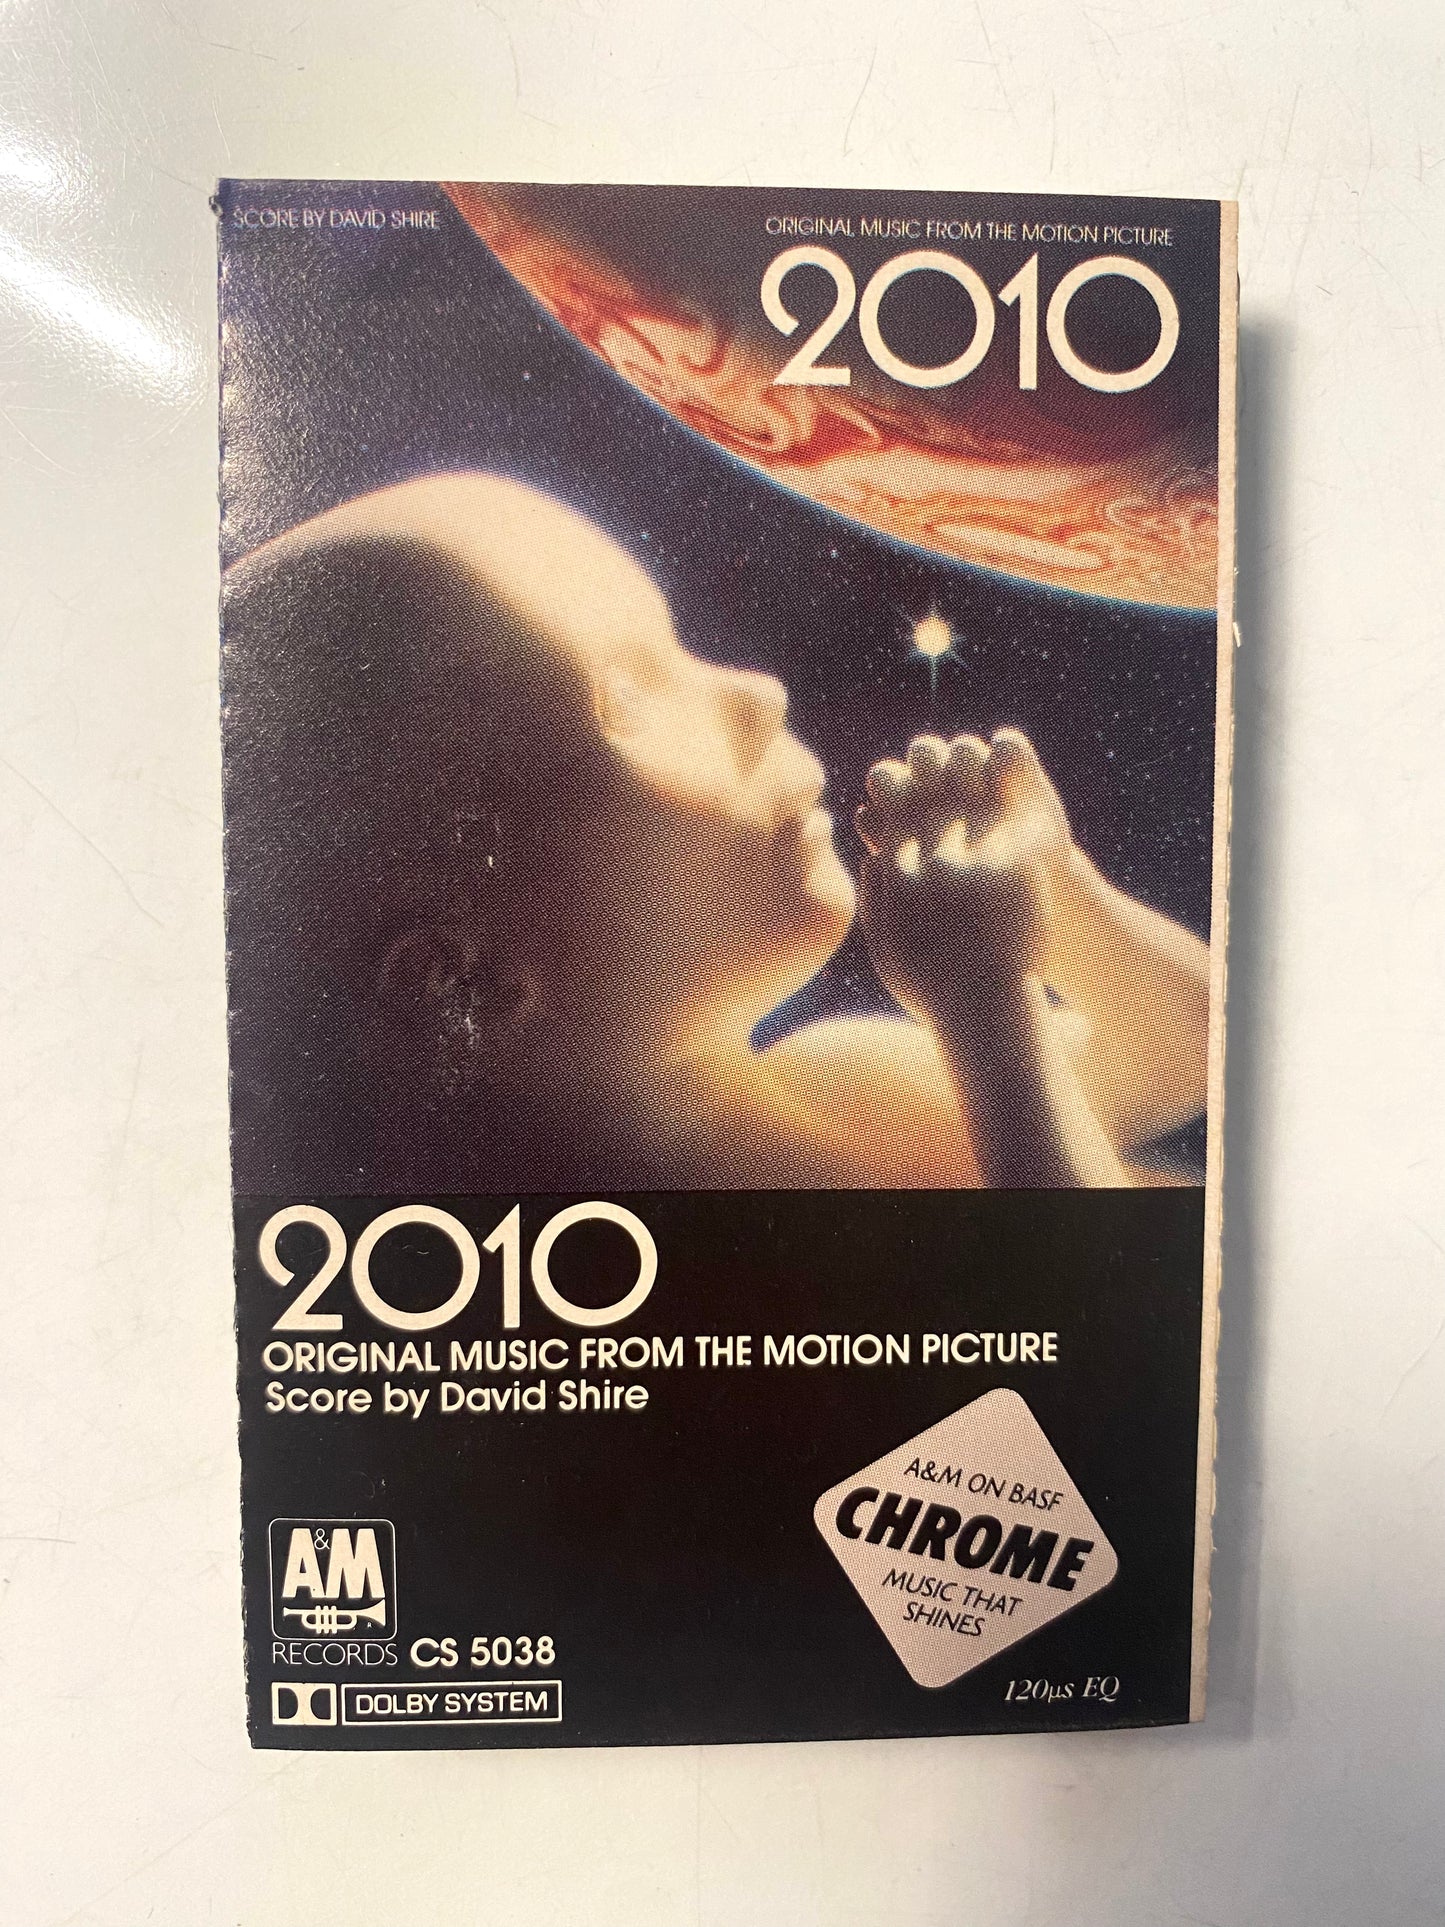 SCORE BY DAVID SHIRE
ORIGINAL MUSIC FROM THE MOTION PICTURE
2010
2010
ORIGINAL MUSIC FROM THE MOTION PICTURE
Score by David Shire
A&M ON BASF
CHROME
MUSIC THAT
SHINES
120µs EQ
A&M
RECORDS CS 5038
DOLBY SYSTEM